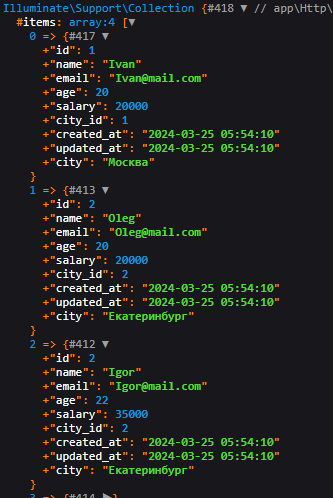 Illuminate\Support\Collection {#418 ▼ // app\Http\
#items: array:4 [▼
0 => {#417 ▼
+"id": 1
+"name": "Ivan"
+"email": "Ivan@mail.com"
+"age": 20
+"salary": 20000
+"city_id": 1
+"created_at": "2024-03-25 05:54:10"
+"updated_at": "2024-03-25 05:54:10"
+"city": "Москва"
}
1 => {#413 ▼
+"id": 2
+"name": "Oleg"
+"email": "Oleg@mail.com"
+"age": 20
+"salary": 20000
+"city_id": 2
+"created_at": "2024-03-25 05:54:10"
+"updated_at": "2024-03-25 05:54:10"
+"city": "Екатеринбург"
}
2 => {#412 ▼
+"id": 2
+"name": "Igor"
+"email": "Igor@mail.com"
+"age": 22
+"salary": 35000
+"city_id": 2
+"created_at": "2024-03-25 05:54:10"
+"updated_at": "2024-03-25 05:54:10"
+"city": "Екатеринбург"
}
3 => {#414 ▶}